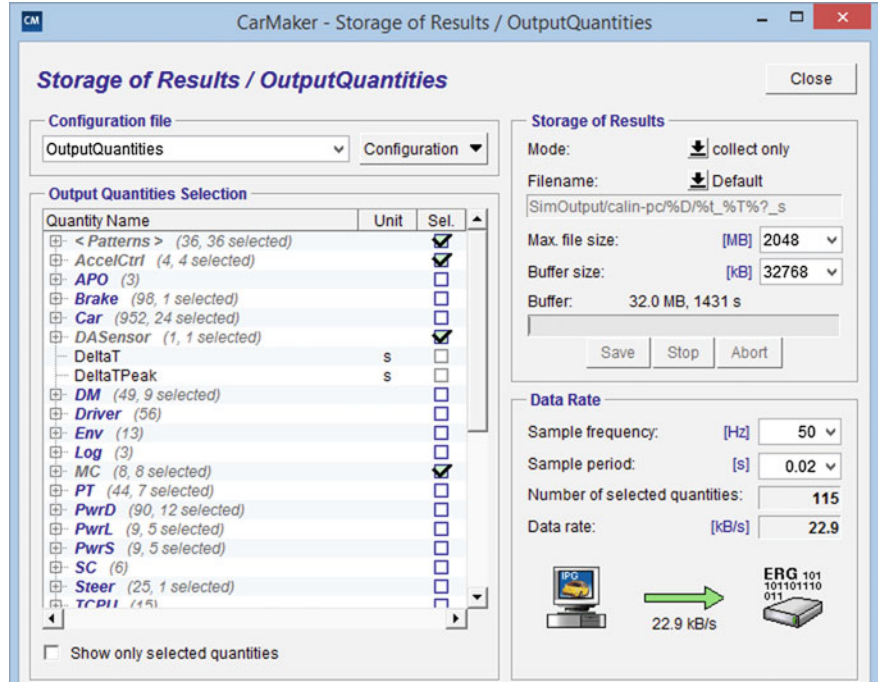 CM CarMaker - Storage of Results / OutputQuantities
Storage of Results / OutputQuantities
Close
Configuration file
OutputQuantities
Configuration
Output Quantities Selection
Quantity Name Unit Sel.
< Patterns > (36, 36 selected)
AccelCtrl (4, 4 selected)
APO (3)
Brake (98, 1 selected)
Car (952, 24 selected)
DASensor (1, 1 selected)
DeltaT s
DeltaTPeak s
DM (49, 9 selected)
Driver (56)
Env (13)
Log (3)
MC (8, 8 selected)
PT (44, 7 selected)
PwrD (90, 12 selected)
PwrL (9, 5 selected)
PwrS (9, 5 selected)
SC (6)
Steer (25, 1 selected)
TCPU (15)
Show only selected quantities
Storage of Results
Mode: collect only
Filename: Default
SimOutput/calin-pc/%D/%t_%T%?_s
Max. file size: [MB] 2048
Buffer size: [kB] 32768
Buffer: 32.0 MB, 1431 s
Save Stop Abort
Data Rate
Sample frequency: [Hz] 50
Sample period: [s] 0.02
Number of selected quantities: 115
Data rate: [kB/s] 22.9
IPG
22.9 kB/s
ERG 101
101101110
011